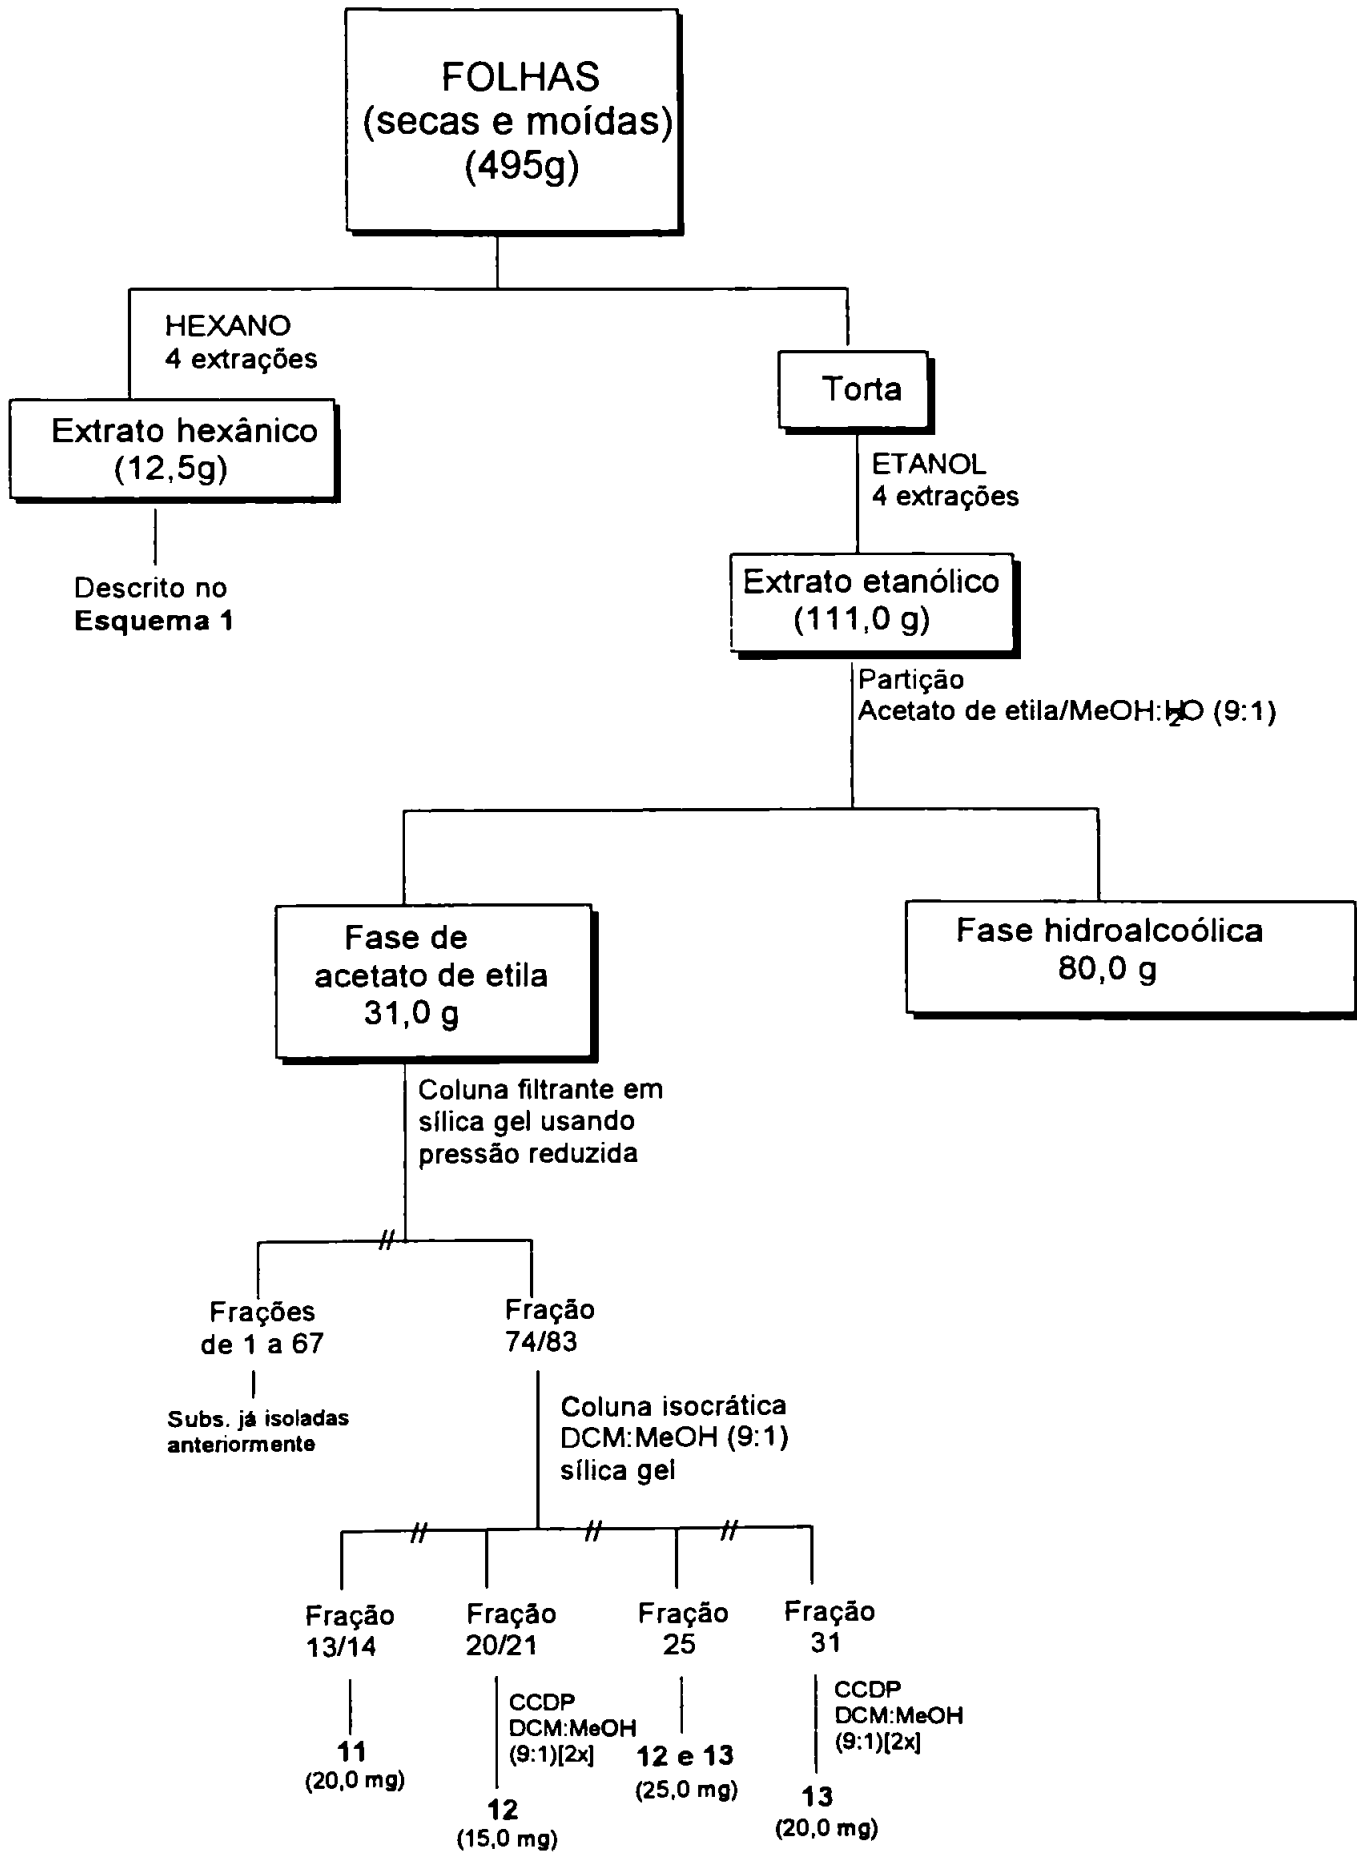 FOLHAS
(secas e moídas)
(495g)
HEXANO
4 extrações
Torta
Extrato hexânico
(12,5g)
ETANOL
4 extrações
Descrito no
Esquema 1
Extrato etanólico
(111,0 g)
Partição
Acetato de etila/MeOH:H2O (9:1)
Fase de
acetato de etila
31,0 g
Fase hidroalcoólica
80,0 g
Coluna filtrante em
sílica gel usando
pressão reduzida
//
Frações
de 1 a 67
Fração
74/83
Subs. já isoladas
anteriormente
Coluna isocrática
DCM:MeOH (9:1)
sílica gel
// // //
Fração
13/14
Fração
20/21
Fração
25
Fração
31
11
(20,0 mg)
CCDP
DCM:MeOH
(9:1)[2x]
12
(15,0 mg)
12 e 13
(25,0 mg)
CCDP
DCM:MeOH
(9:1)[2x]
13
(20,0 mg)